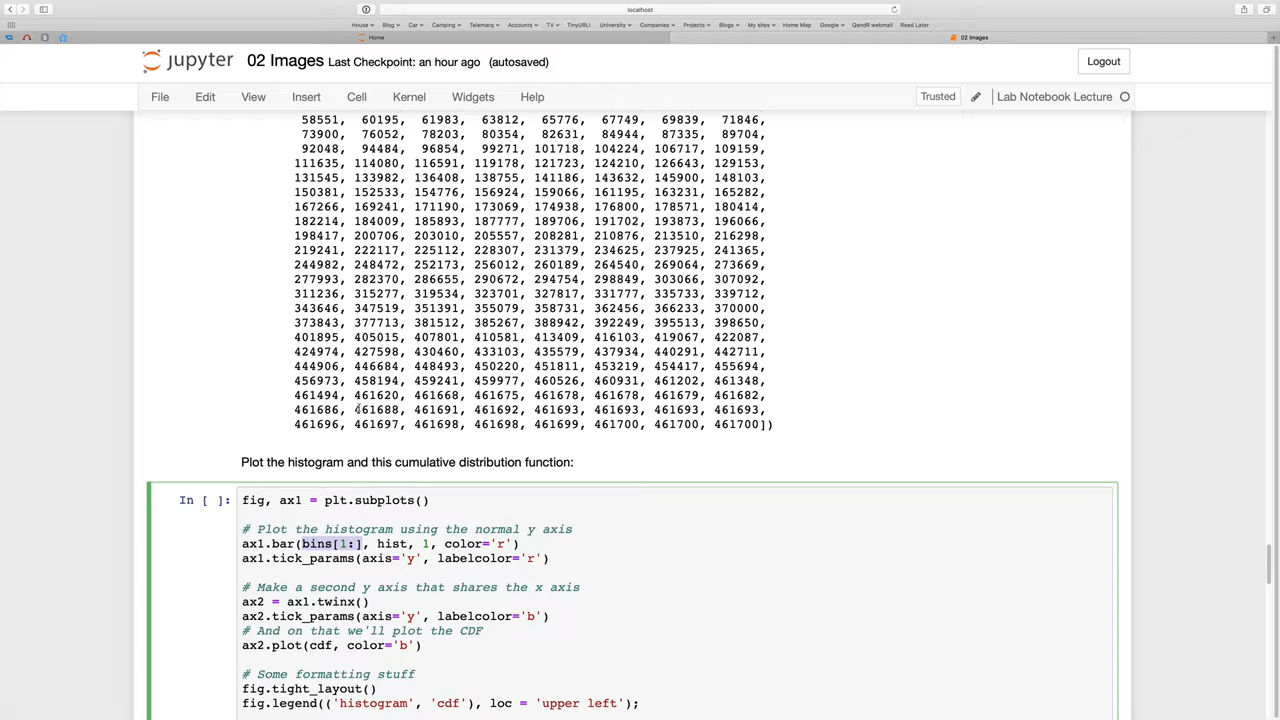 localhost
House Blog Car Camping Telemarq Accounts TV TinyURL! University Companies Projects Blogs My sites Home Map Google QandR webmail Read Later
Home
02 Images
jupyter 02 Images Last Checkpoint: an hour ago (autosaved)
Logout
File Edit View Insert Cell Kernel Widgets Help
Trusted
Lab Notebook Lecture
58551, 60195, 61983, 63812, 65776, 67749, 69839, 71846,
73900, 76052, 78203, 80354, 82631, 84944, 87335, 89704,
92048, 94484, 96854, 99271, 101718, 104224, 106717, 109159,
111635, 114080, 116591, 119178, 121723, 124210, 126643, 129153,
131545, 133982, 136408, 138755, 141186, 143632, 145900, 148103,
150381, 152533, 154776, 156924, 159066, 161195, 163231, 165282,
167266, 169241, 171190, 173069, 174938, 176800, 178571, 180414,
182214, 184009, 185893, 187777, 189706, 191702, 193873, 196066,
198417, 200706, 203010, 205557, 208281, 210876, 213510, 216298,
219241, 222117, 225112, 228307, 231379, 234625, 237925, 241365,
244982, 248472, 252173, 256012, 260189, 264540, 269064, 273669,
277993, 282370, 286655, 290672, 294754, 298849, 303066, 307092,
311236, 315277, 319534, 323701, 327817, 331777, 335733, 339712,
343646, 347519, 351391, 355079, 358731, 362456, 366233, 370000,
373843, 377713, 381512, 385267, 388942, 392249, 395513, 398650,
401895, 405015, 407801, 410581, 413409, 416103, 419067, 422087,
424974, 427598, 430460, 433103, 435579, 437934, 440291, 442711,
444906, 446684, 448493, 450220, 451811, 453219, 454417, 455694,
456973, 458194, 459241, 459977, 460526, 460931, 461202, 461348,
461494, 461620, 461668, 461675, 461678, 461678, 461679, 461682,
461686, 461688, 461691, 461692, 461693, 461693, 461693, 461693,
461696, 461697, 461698, 461698, 461699, 461700, 461700, 461700])
Plot the histogram and this cumulative distribution function:
In [ ]: fig, ax1 = plt.subplots()
# Plot the histogram using the normal y axis
ax1.bar(bins[1:], hist, 1, color='r')
ax1.tick_params(axis='y', labelcolor='r')
# Make a second y axis that shares the x axis
ax2 = ax1.twinx()
ax2.tick_params(axis='y', labelcolor='b')
# And on that we'll plot the CDF
ax2.plot(cdf, color='b')
# Some formatting stuff
fig.tight_layout()
fig.legend(('histogram', 'cdf'), loc = 'upper left');